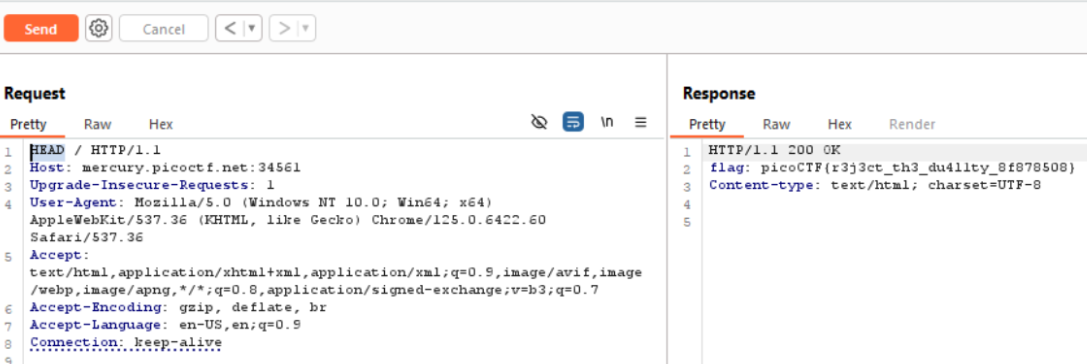 Send Cancel < >
Request
Pretty Raw Hex \n
1 HEAD / HTTP/1.1
2 Host: mercury.picoctf.net:34561
3 Upgrade-Insecure-Requests: 1
4 User-Agent: Mozilla/5.0 (Windows NT 10.0; Win64; x64)
AppleWebKit/537.36 (KHTML, like Gecko) Chrome/125.0.6422.60
Safari/537.36
5 Accept:
text/html,application/xhtml+xml,application/xml;q=0.9,image/avif,image
/webp,image/apng,*/*;q=0.8,application/signed-exchange;v=b3;q=0.7
6 Accept-Encoding: gzip, deflate, br
7 Accept-Language: en-US,en;q=0.9
8 Connection: keep-alive
9
Response
Pretty Raw Hex Render
1 HTTP/1.1 200 OK
2 flag: picoCTF{r3j3ct_th3_du4l1ty_8f878508}
3 Content-type: text/html; charset=UTF-8
4
5